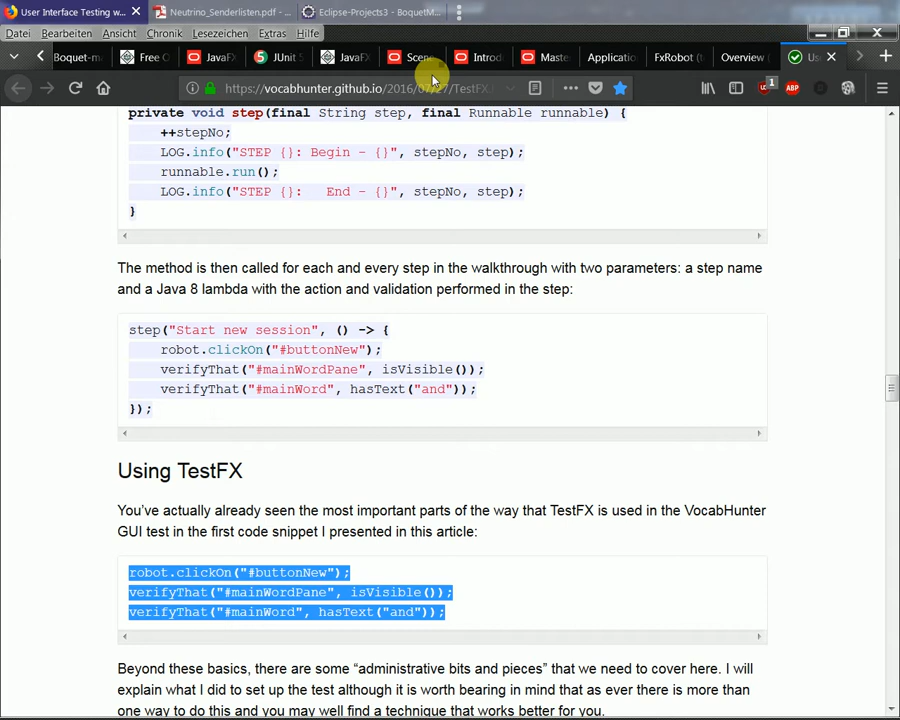 User Interface Testing w...
Neutrino_Senderlisten.pdf - ...
Eclipse-Projects3 - BoquetM...
Datei Bearbeiten Ansicht Chronik Lesezeichen Extras Hilfe
Boquet-m
Free O
JavaF
JUnit 5
JavaFX
Scene
Introd
Maste
Applicatio
FxRobot (t
Overview (
Us
https://vocabhunter.github.io/2016/07/27/TestFX.
1
ABP
private void step(final String step, final Runnable runnable) {
++stepNo;
LOG.info("STEP {}: Begin - {}", stepNo, step);
runnable.run();
LOG.info("STEP {}:   End - {}", stepNo, step);
}
The method is then called for each and every step in the walkthrough with two parameters: a step name
and a Java 8 lambda with the action and validation performed in the step:
step("Start new session", () -> {
robot.clickOn("#buttonNew");
verifyThat("#mainWordPane", isVisible());
verifyThat("#mainWord", hasText("and"));
});
Using TestFX
You've actually already seen the most important parts of the way that TestFX is used in the VocabHunter
GUI test in the first code snippet I presented in this article:
robot.clickOn("#buttonNew");
verifyThat("#mainWordPane", isVisible());
verifyThat("#mainWord", hasText("and"));
Beyond these basics, there are some “administrative bits and pieces” that we need to cover here. I will
explain what I did to set up the test although it is worth bearing in mind that as ever there is more than
one way to do this and you may well find a technique that works better for you.